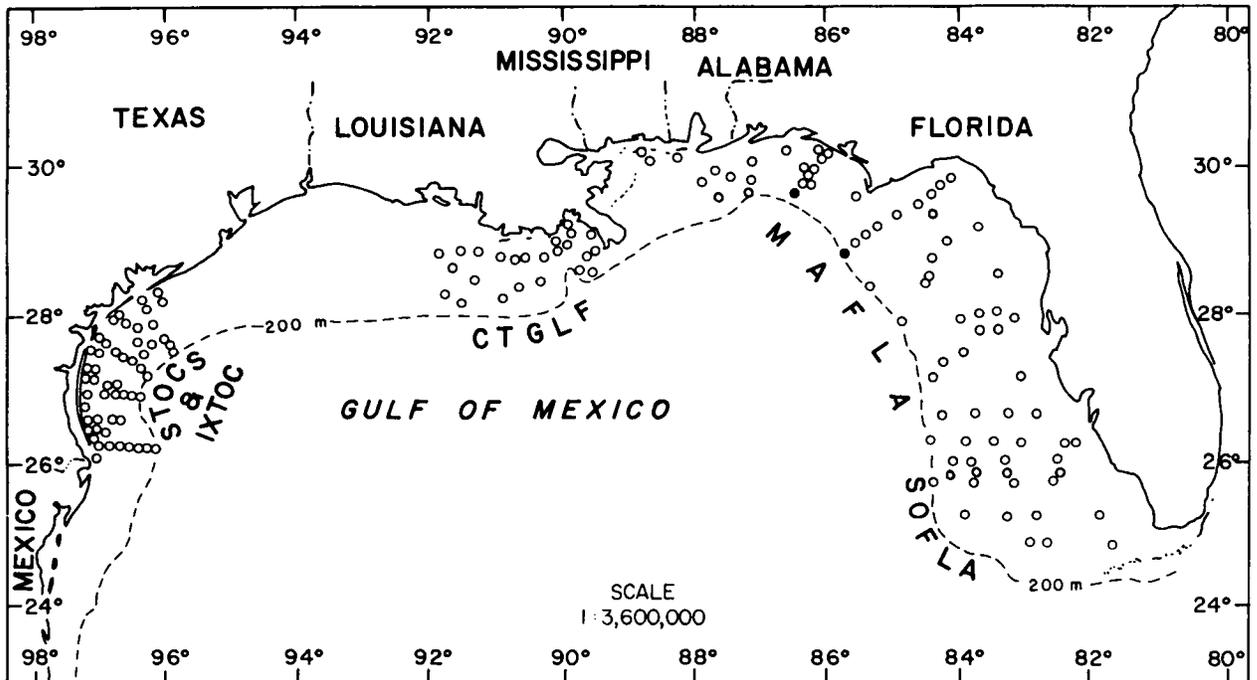 98° 96° 94° 92° 90° 88° 86° 84° 82° 80°
MISSISSIPPI ALABAMA
TEXAS LOUISIANA FLORIDA
30° 30°
MAFLA
28° 200 m CTGLF 28°
STOCS
&
IXTOC
GULF OF MEXICO
26° 26°
SOFLA
MEXICO
SCALE
1:3,600,000
200 m
24° 24°
98° 96° 94° 92° 90° 88° 86° 84° 82° 80°